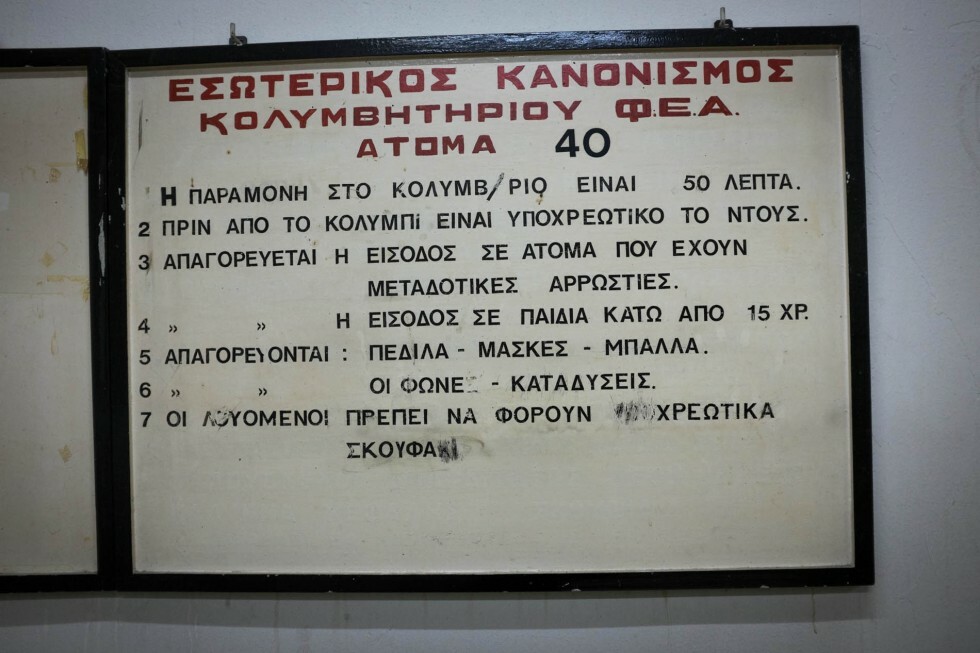 ΕΣΩΤΕΡΙΚΟΣ ΚΑΝΟΝΙΣΜΟΣ
ΚΟΛΥΜΒΗΤΗΡΙΟΥ Φ.Ε.Α.
ΑΤΟΜΑ 40
Η ΠΑΡΑΜΟΝΗ ΣΤΟ ΚΟΛΥΜΒ/ΡΙΟ ΕΙΝΑΙ 50 ΛΕΠΤΑ.
2 ΠΡΙΝ ΑΠΟ ΤΟ ΚΟΛΥΜΠi ΕΙΝΑΙ ΥΠΟΧΡΕΩΤiΚΟ ΤΟ ΝΤΟΥΣ.
3 ΑΠΑΓΟΡΕΥΕΤΑΙ Η ΕΙΣΟΔΟΣ ΣΕ ΑΤΟΜΑ ΠΟΥ ΕΧΟΥΝ
ΜΕΤΑΔΟΤΙΚΕΣ ΑΡΡΩΣΤΙΕΣ.
4 » » Η ΕΙΣΟΔΟΣ ΣΕ ΠΑΙΔΙΑ ΚΑΤΩ ΑΠΟ 15 ΧΡ.
5 ΑΠΑΓΟΡΕΥΟΝΤΑΙ : ΠΕΔΙΛΑ - ΜΑΣΚΕΣ - ΜΠΑΛΛΑ.
6 » » ΟΙ ΦΩΝΕΣ - ΚΑΤΑΔΥΣΕΙΣ.
7 ΟΙ ΛΟΥΟΜΕΝΟΙ ΠΡΕΠΕΙ ΝΑ ΦΟΡΟΥΝ ΥΠΟΧΡΕΩΤΙΚΑ
ΣΚΟΥΦΑΚΙ